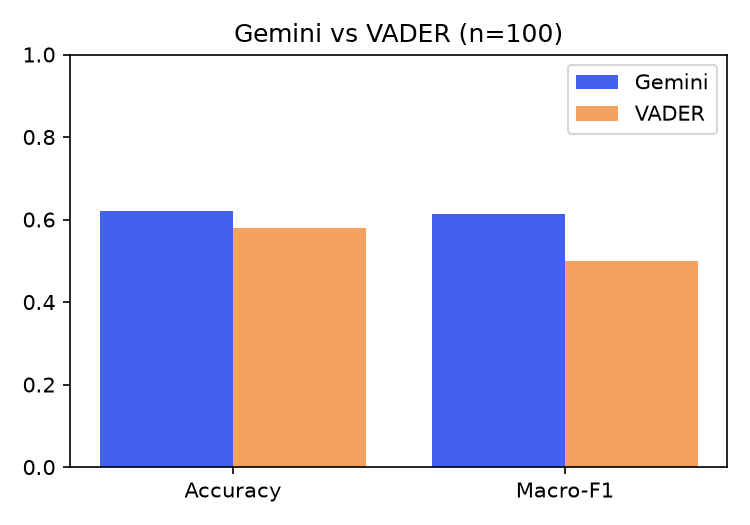 Gemini vs VADER (n=100)
Gemini
VADER
1.0
0.8
0.6
0.4
0.2
0.0
Accuracy
Macro-F1